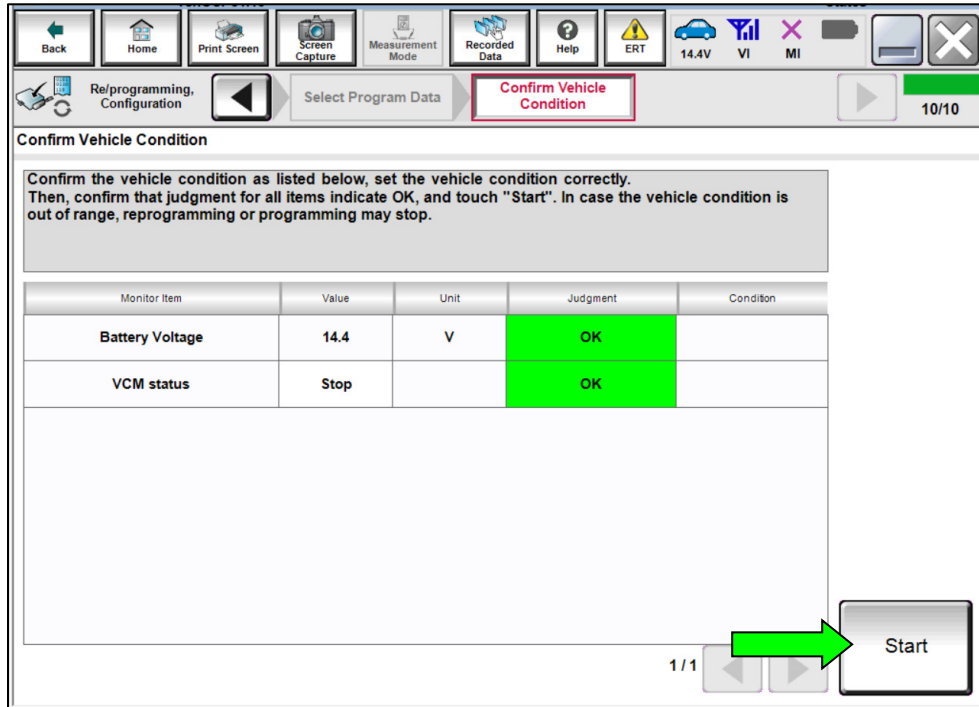 Back
Home
Print Screen
Screen
Capture
Measurement
Mode
Recorded
Data
Help
ERT
14.4V
VI
MI
Re/programming,
Configuration
Select Program Data
Confirm Vehicle
Condition
10/10
Confirm Vehicle Condition
Confirm the vehicle condition as listed below, set the vehicle condition correctly.
Then, confirm that judgment for all items indicate OK, and touch "Start". In case the vehicle condition is
out of range, reprogramming or programming may stop.
Monitor Item Value Unit Judgment Condition
Battery Voltage 14.4 V OK
VCM status Stop OK
1 / 1
Start